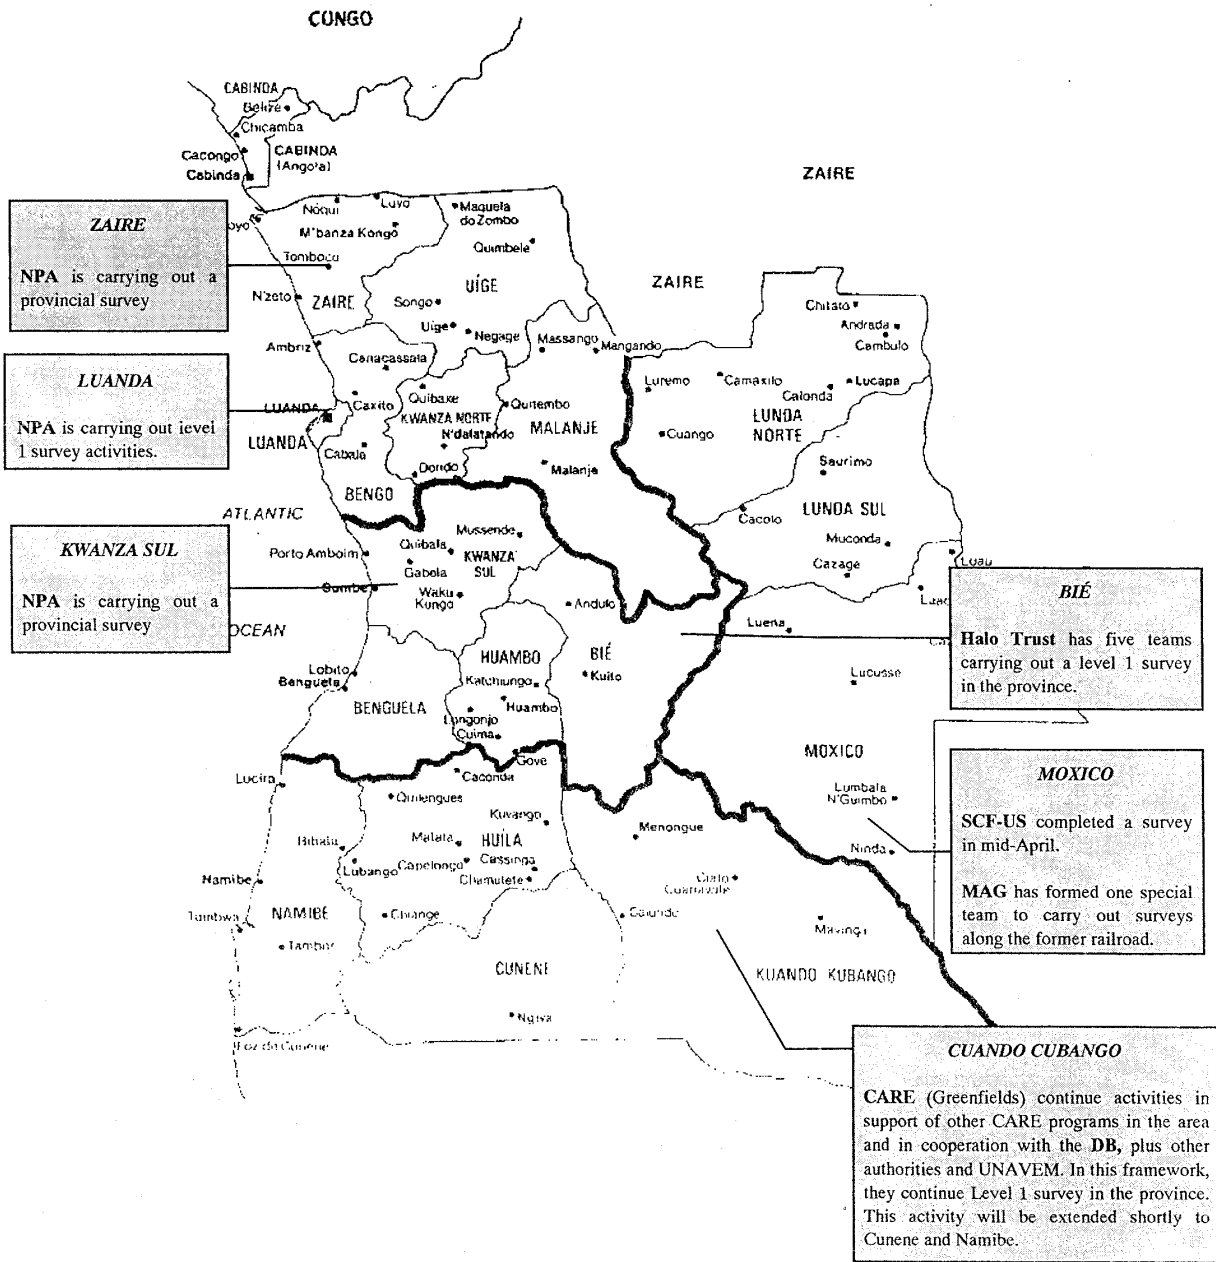 CONGO
CABINDA
Belize
Chicamba
Cacongo
CABINDA
(Angola)
Cabinda
ZAIRE
ZAIRE
NPA is carrying out a
provincial survey
oyo
Nóqui
Luvo
M'banza Kongo
Tomboco
N'zeto
ZAIRE
Maquela
do Zombo
Quimbele
UÍGE
Songo
Uíge
Negage
ZAIRE
Chitato
Andrada
Cambulo
Massango
Mangando
Ambriz
Canacassala
LUANDA
NPA is carrying out level
1 survey activities.
LUANDA
LUANDA
Caxito
Cabala
BENGO
Quibaxe
KWANZA NORTE
N'dalatando
Dondo
Quitembo
MALANJE
Malanje
Luremo
Camaxilo
Calonda
Lucapa
LUNDA
NORTE
Cuango
Saurimo
Cacolo
LUNDA SUL
Muconda
Cazage
Luau
ATLANTIC
OCEAN
KWANZA SUL
NPA is carrying out a
provincial survey
Porto Amboim
Sumbe
Quibala
Gabela
Mussende
KWANZA
SUL
Waku
Kungo
Andulo
Luena
BIÉ
Halo Trust has five teams
carrying out a level 1 survey
in the province.
HUAMBO
Katchiungo
BIÉ
Kuito
Lucusse
Lobito
Benguela
BENGUELA
Huambo
Longonjo
Cuima
Gove
MOXICO
Lumbala
N'Guimbo
Ninda
MOXICO
SCF-US completed a survey
in mid-April.
MAG has formed one special
team to carry out surveys
along the former railroad.
Lucira
Caconda
Quilengues
Kuvango
Matala
HUÍLA
Bibala
Lubango
Capelongo
Cassinga
Chamutete
Menongue
Cuito
Cuanavale
Namibe
Tombwa
NAMIBE
Chiange
Caiundo
Mavinga
CUNENE
KUANDO KUBANGO
Ngiva
Foz do Cunene
CUANDO CUBANGO
CARE (Greenfields) continue activities in
support of other CARE programs in the area
and in cooperation with the DB, plus other
authorities and UNAVEM. In this framework,
they continue Level 1 survey in the province.
This activity will be extended shortly to
Cunene and Namibe.